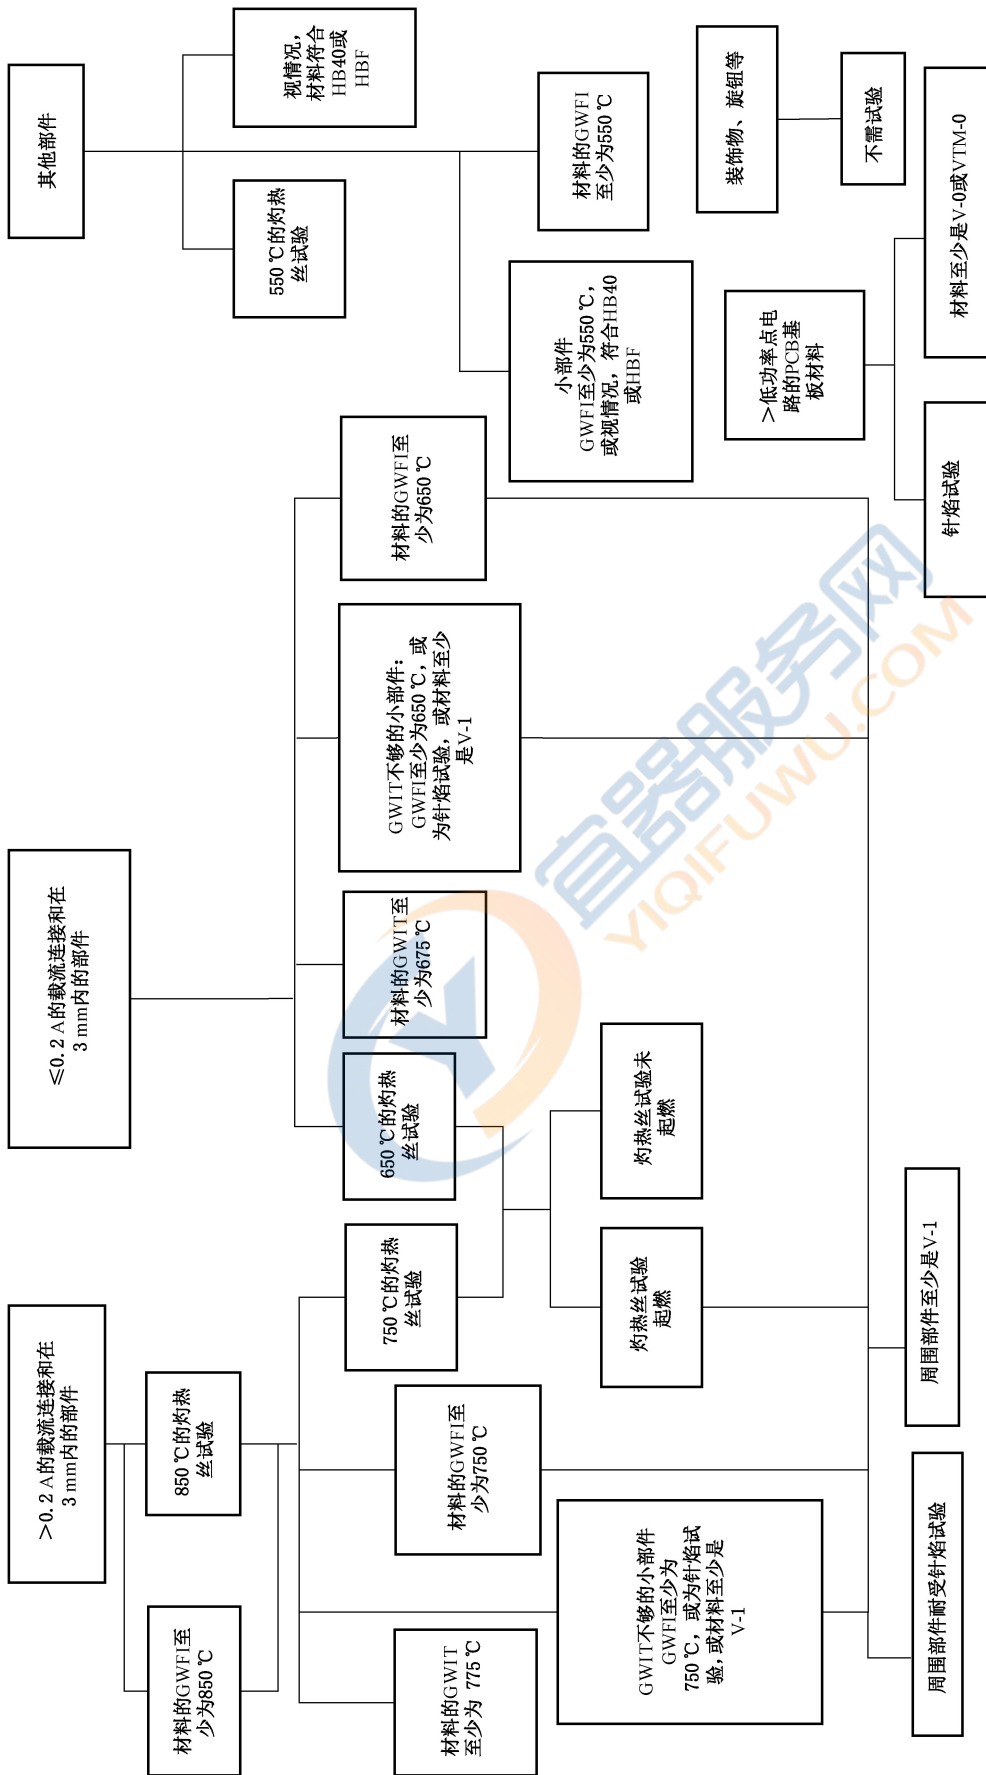 >0.2 A的载流连接和在
3 mm内的部件
材料的GWFI至
少为850℃
850℃的灼热
丝试验
材料的GWIT
至少为 775℃
GWIT不够的小部件
GWFI至少为
750℃，或为针焰试
验，或材料至少是
V-1
材料的GWFI至
少为750℃
750℃的灼热
丝试验
≤0.2 A的载流连接和在
3 mm内的部件
650℃的灼热
丝试验
材料的GWIT至
少为675℃
GWIT不够的小部件：
GWFI至少为650℃，或
为针焰试验，或材料至少
是V-1
材料的GWFI至
少为650℃
灼热丝试验
起燃
灼热丝试验未
起燃
周围部件耐受针焰试验
周围部件至少是V-1
其他部件
550℃的灼热
丝试验
视情况，
材料符合
HB40或
HBF
小部件
GWFI至少为550℃，
或视情况，符合HB40
或HBF
材料的GWFI
至少为550℃
>低功率点电
路的PCB基
板材料
针焰试验
材料至少是V-0或VTM-0
装饰物、旋钮等
不需试验
宜器服务网
YIQIFUWU.COM